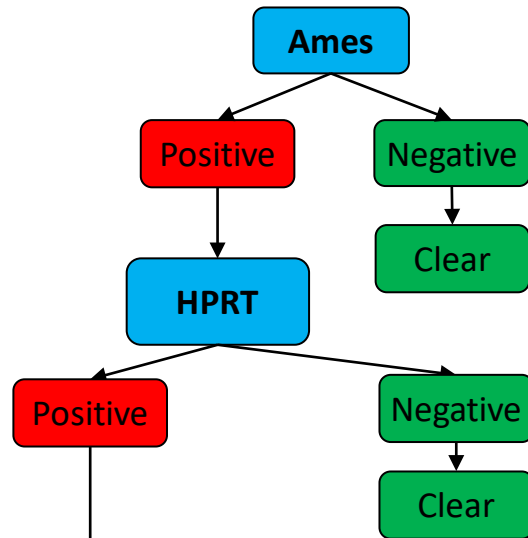 Ames
Positive
Negative
Clear
HPRT
Positive
Negative
Clear